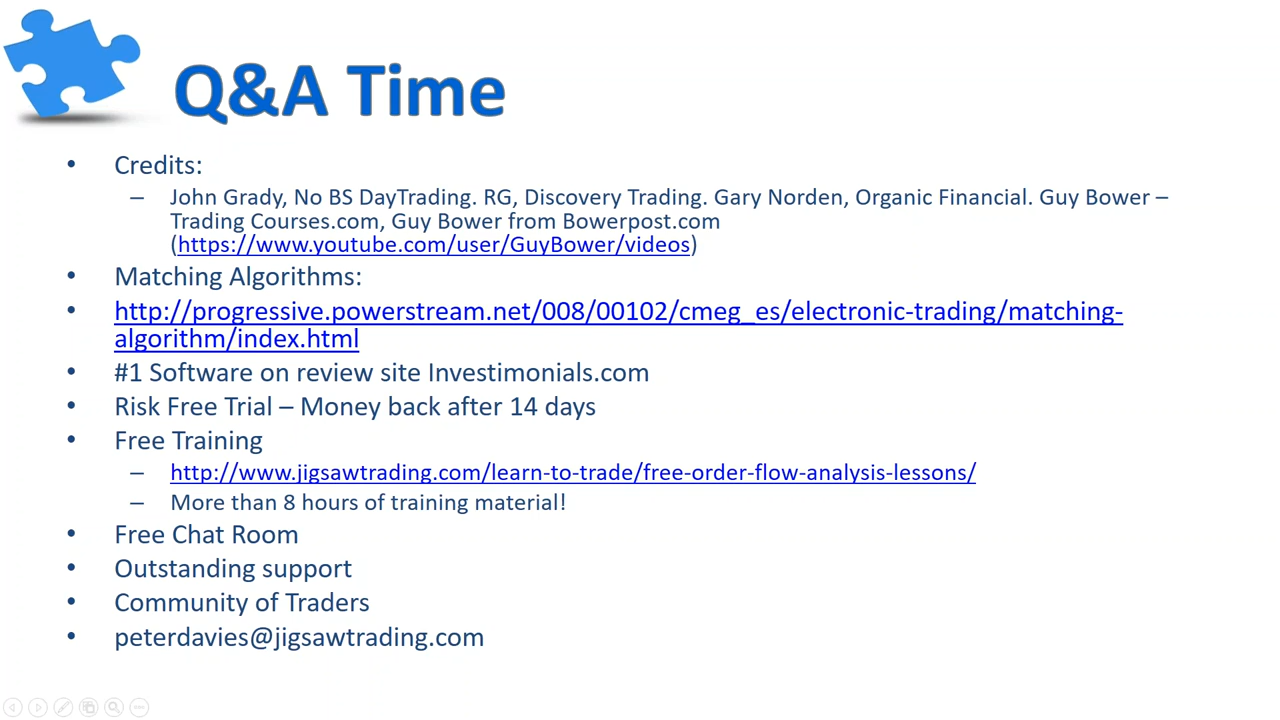 Q&A Time
• Credits:
– John Grady, No BS DayTrading. RG, Discovery Trading. Gary Norden, Organic Financial. Guy Bower –
Trading Courses.com, Guy Bower from Bowerpost.com
(https://www.youtube.com/user/GuyBower/videos)
• Matching Algorithms:
• http://progressive.powerstream.net/008/00102/cmeg_es/electronic-trading/matching-
algorithm/index.html
• #1 Software on review site Investimonials.com
• Risk Free Trial – Money back after 14 days
• Free Training
– http://www.jigsawtrading.com/learn-to-trade/free-order-flow-analysis-lessons/
– More than 8 hours of training material!
• Free Chat Room
• Outstanding support
• Community of Traders
• peterdavies@jigsawtrading.com